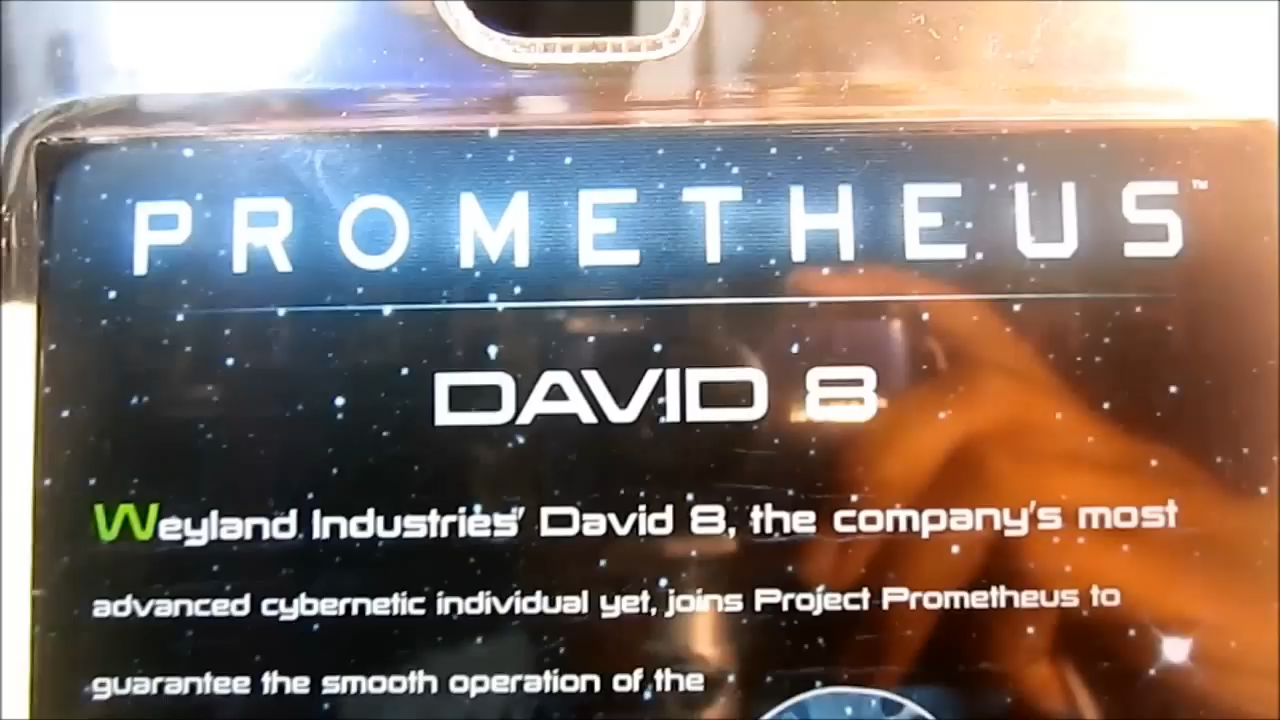 PROMETHEUS™
DAVID 8
Weyland Industries' David 8, the company's most
advanced cybernetic individual yet, joins Project Prometheus to
guarantee the smooth operation of the